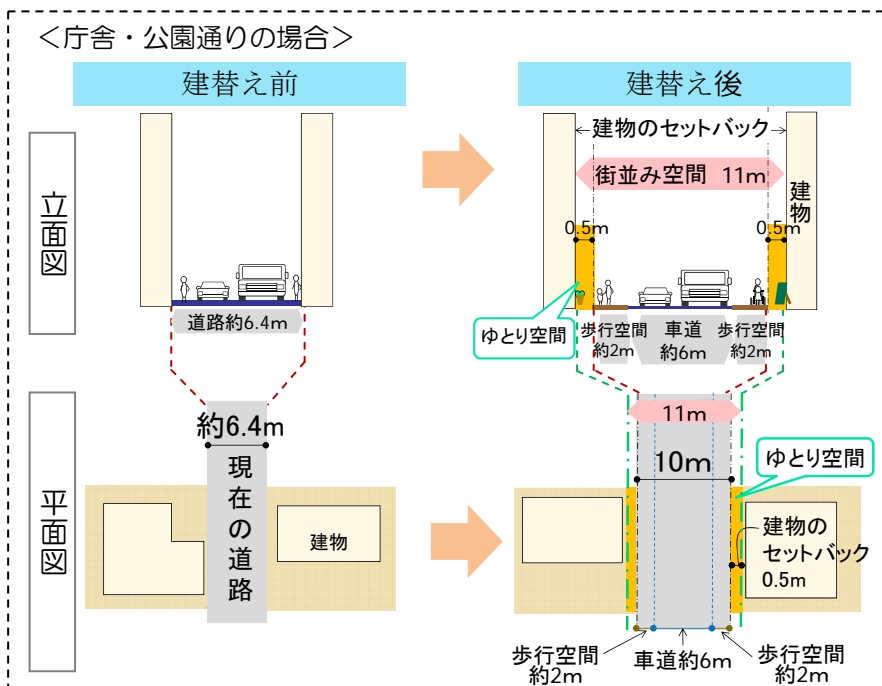 ＜庁舎・公園通りの場合＞
建替え前
建替え後
立面図
道路約6.4m
建物のセットバック
街並み空間 11m
建物
0.5m
0.5m
ゆとり空間
歩行空間
約2m
車道
約6m
歩行空間
約2m
平面図
約6.4m
現在の道路
建物
11m
10m
ゆとり空間
建物の
セットバック
0.5m
歩行空間
約2m
車道約6m
歩行空間
約2m